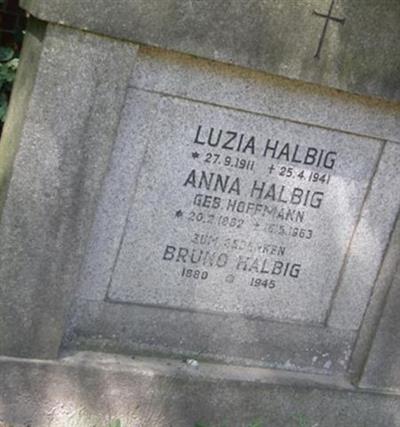 LUZIA HALBIG
* 27.9.1911 + 25.4.1941
ANNA HALBIG
GEB. HOFFMANN
* 20.2.1882 + 16.5.1963
ZUM GEDENKEN
BRUNO HALBIG
1880 1945